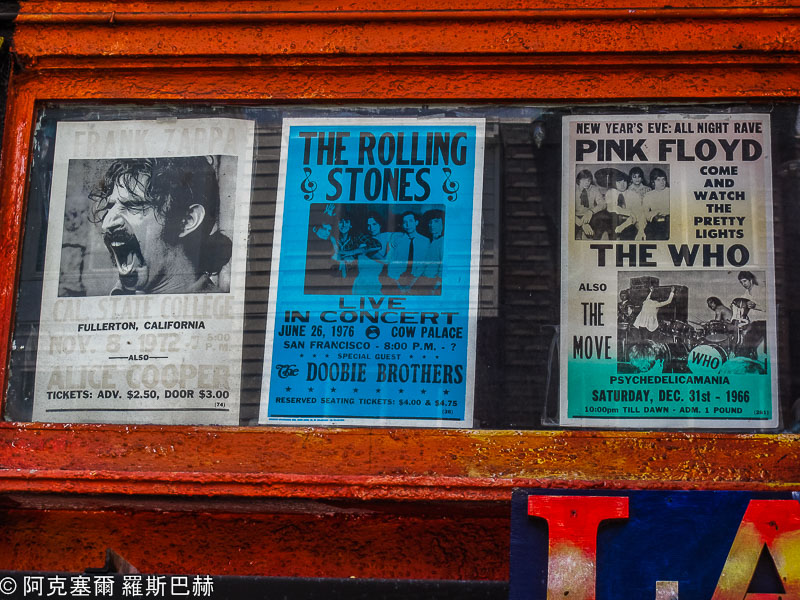 FRANK ZAPPA
CAL. STATE COLLEGE
FULLERTON, CALIFORNIA
NOV. 8, 1972 - 8:00 P.M.
—ALSO—
ALICE COOPER
TICKETS: ADV. $2.50, DOOR $3.00
(74)
THE ROLLING
STONES
LIVE
IN CONCERT
JUNE 26, 1976 COW PALACE
SAN FRANCISCO - 8:00 P.M. - ?
SPECIAL GUEST
The DOOBIE BROTHERS
RESERVED SEATING TICKETS: $4.00 & $4.75
NEW YEAR'S EVE: ALL NIGHT RAVE
PINK FLOYD
COME
AND
WATCH
THE
PRETTY
LIGHTS
THE WHO
ALSO
THE
MOVE
WHO
PSYCHEDELICAMANIA
SATURDAY, DEC. 31st - 1966
10:00pm TILL DAWN - ADM. 1 POUND
L.A
© 阿克塞爾 羅斯巴赫